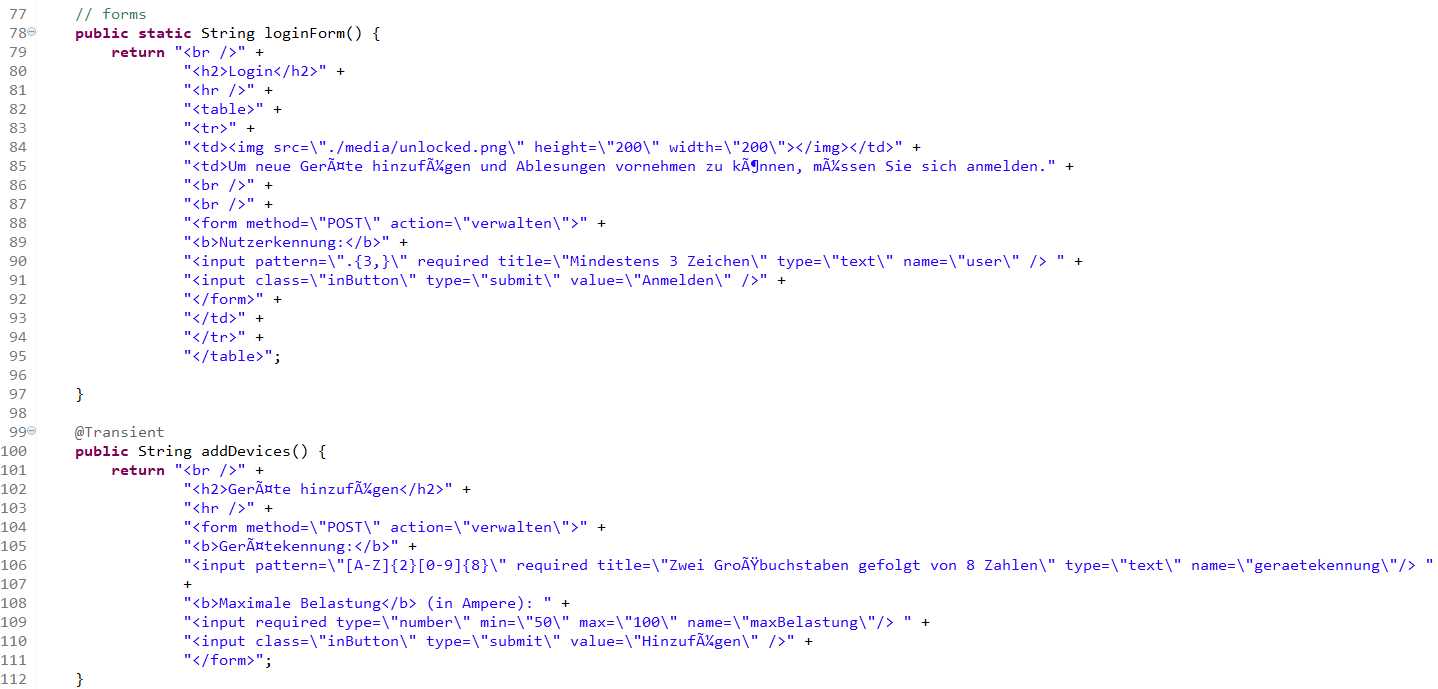 77 // forms
78 public static String loginForm() {
79 return "<br />" +
80 "<h2>Login</h2>" +
81 "<hr />" +
82 "<table>" +
83 "<tr>" +
84 "<td><img src=\"./media/unlocked.png\" height=\"200\" width=\"200\"></img></td>" +
85 "<td>Um neue GerÃ¤te hinzufÃ¼gen und Ablesungen vornehmen zu kÃ¶nnen, mÃ¼ssen Sie sich anmelden." +
86 "<br />" +
87 "<br />" +
88 "<form method=\"POST\" action=\"verwalten\">" +
89 "<b>Nutzerkennung:</b>" +
90 "<input pattern=\".{3,}\" required title=\"Mindestens 3 Zeichen\" type=\"text\" name=\"user\" /> " +
91 "<input class=\"inButton\" type=\"submit\" value=\"Anmelden\" />" +
92 "</form>" +
93 "</td>" +
94 "</tr>" +
95 "</table>";
96
97 }
98
99 @Transient
100 public String addDevices() {
101 return "<br />" +
102 "<h2>GerÃ¤te hinzufÃ¼gen</h2>" +
103 "<hr />" +
104 "<form method=\"POST\" action=\"verwalten\">" +
105 "<b>GerÃ¤tekennung:</b>" +
106 "<input pattern=\"[A-Z]{2}[0-9]{8}\" required title=\"Zwei GroÃŸbuchstaben gefolgt von 8 Zahlen\" type=\"text\" name=\"geraetekennung\"/> "
107 +
108 "<b>Maximale Belastung</b> (in Ampere): " +
109 "<input required type=\"number\" min=\"50\" max=\"100\" name=\"maxBelastung\"/> " +
110 "<input class=\"inButton\" type=\"submit\" value=\"HinzufÃ¼gen\" />" +
111 "</form>";
112 }